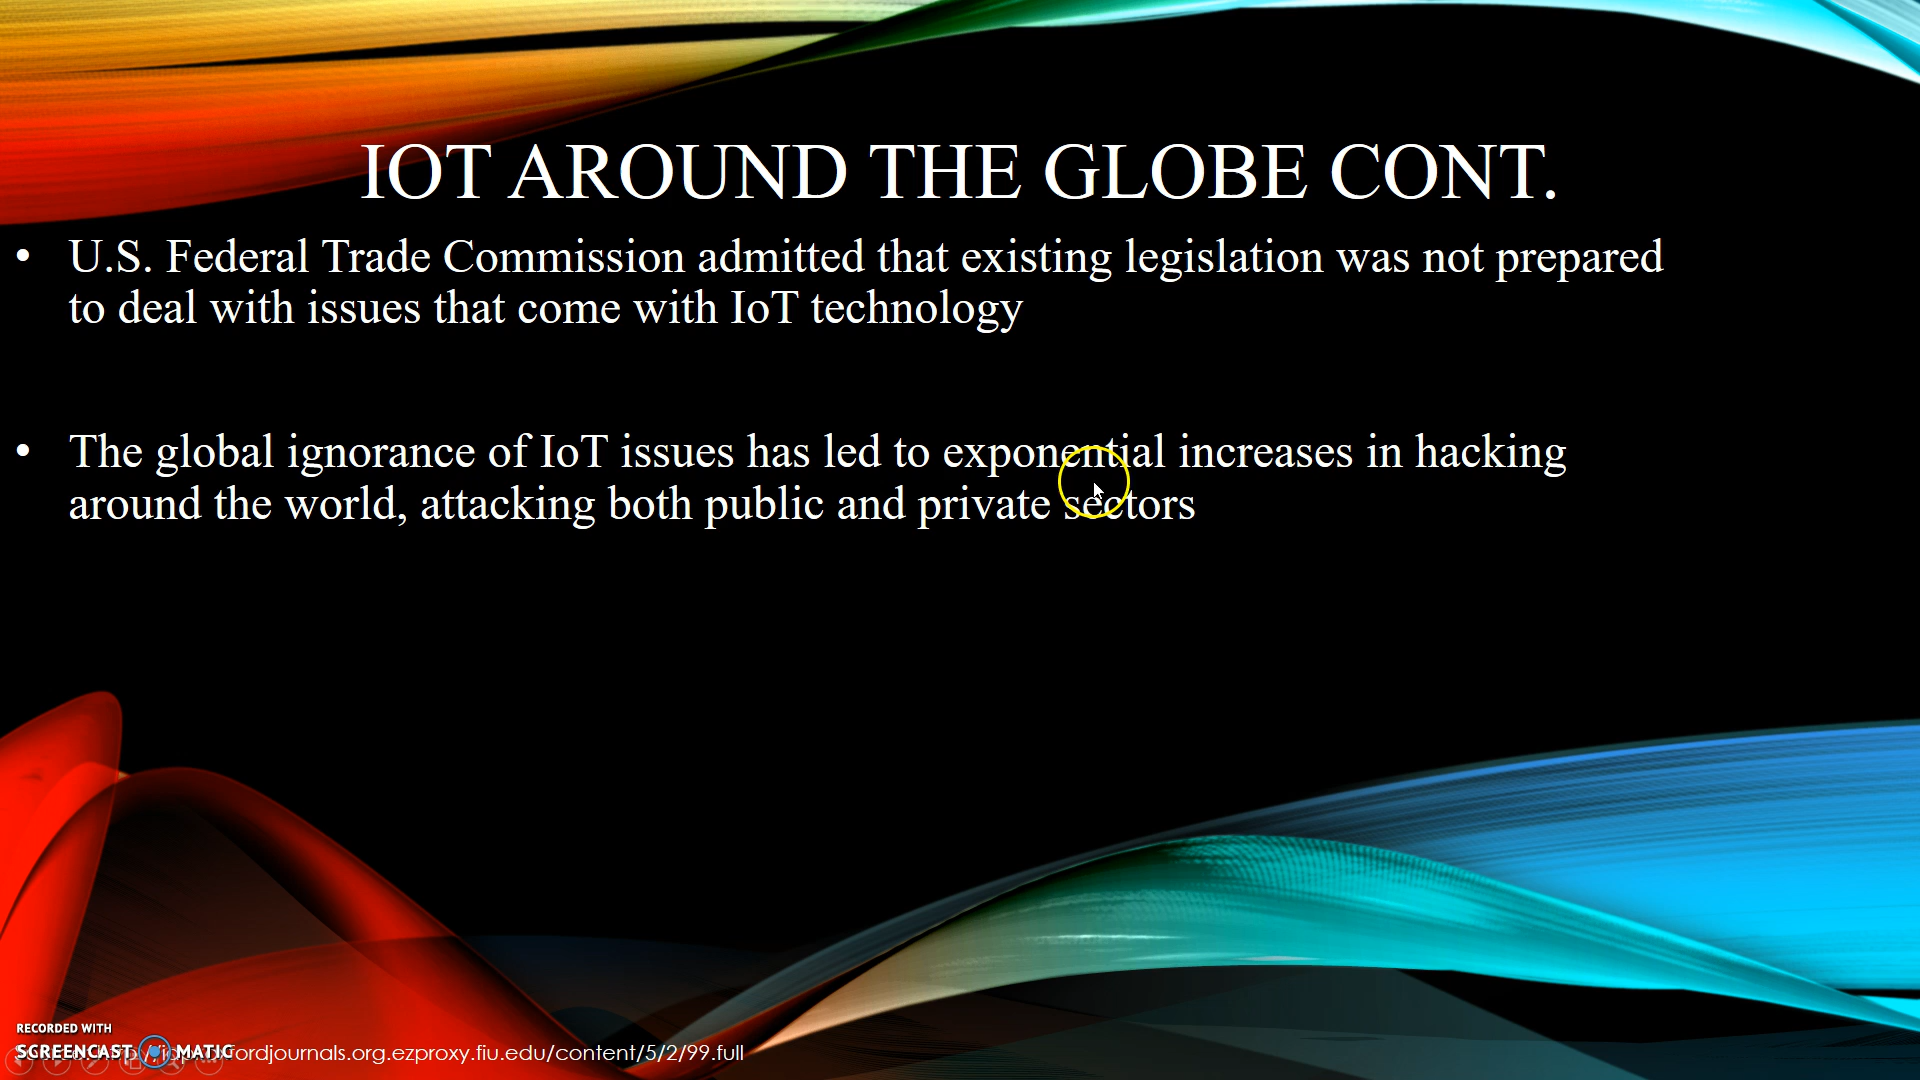 IOT AROUND THE GLOBE CONT.
• U.S. Federal Trade Commission admitted that existing legislation was not prepared
to deal with issues that come with IoT technology
• The global ignorance of IoT issues has led to exponential increases in hacking
around the world, attacking both public and private sectors
RECORDED WITH
SCREENCAST MATIC
fordjournals.org.ezproxy.fiu.edu/content/5/2/99.full